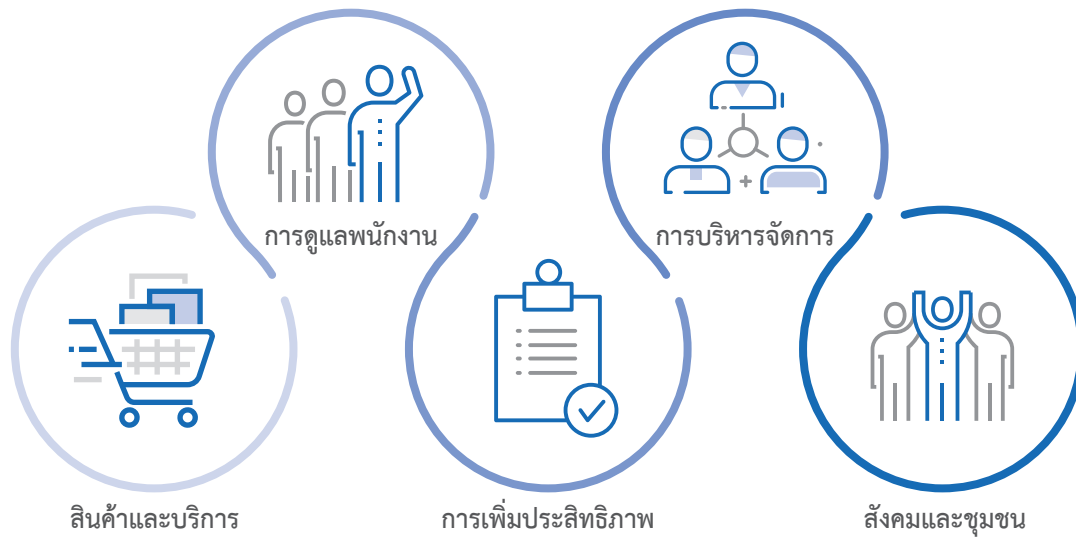 การดูแลพนักงาน
การบริหารจัดการ
สินค้าและบริการ
การเพิ่มประสิทธิภาพ
สังคมและชุมชน